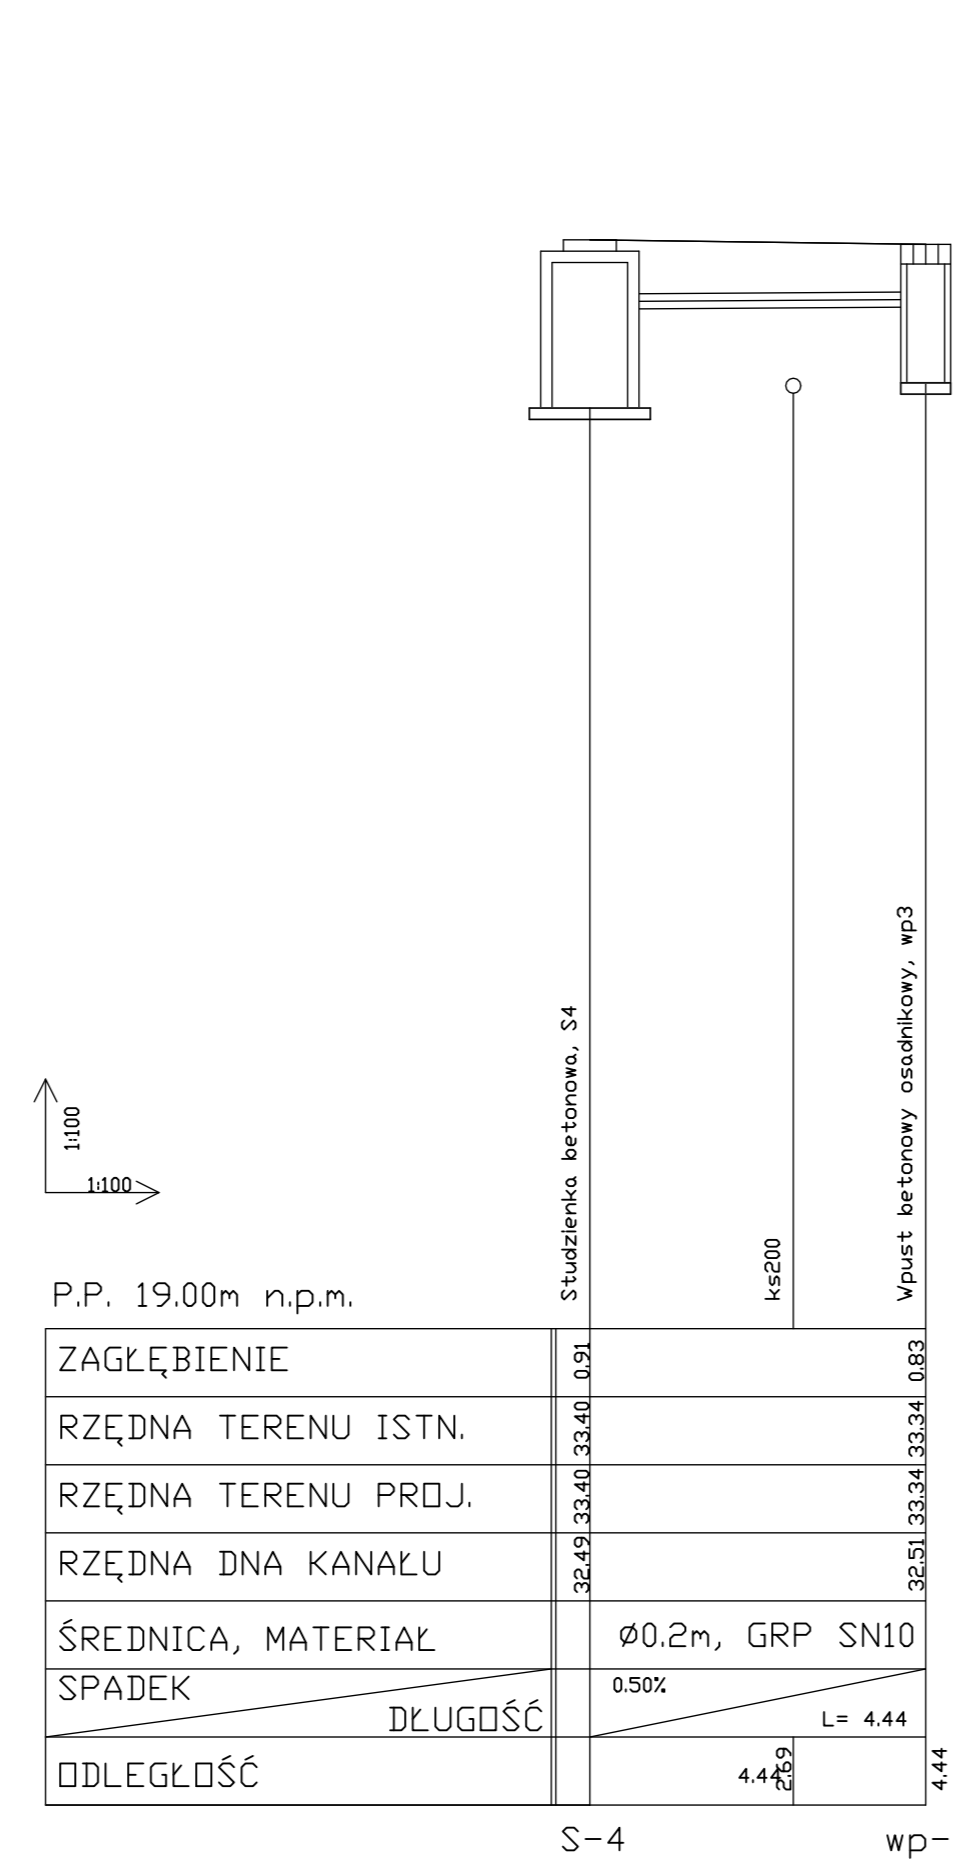 Studzienka betonowa, S4
ks200
Wpust betonowy osadnikowy, wp3
1:100
1:100
P.P. 19.00m n.p.m.
ZAGŁĘBIENIE 0.91 0.83
RZĘDNA TERENU ISTN. 33.40 33.34
RZĘDNA TERENU PROJ. 33.40 33.34
RZĘDNA DNA KANAŁU 32.49 32.51
ŚREDNICA, MATERIAŁ Ø0.2m, GRP SN10
SPADEK 0.50%
DŁUGOŚĆ L= 4.44
ODLEGŁOŚĆ 4.44 2.69 4.44
S-4 wp-